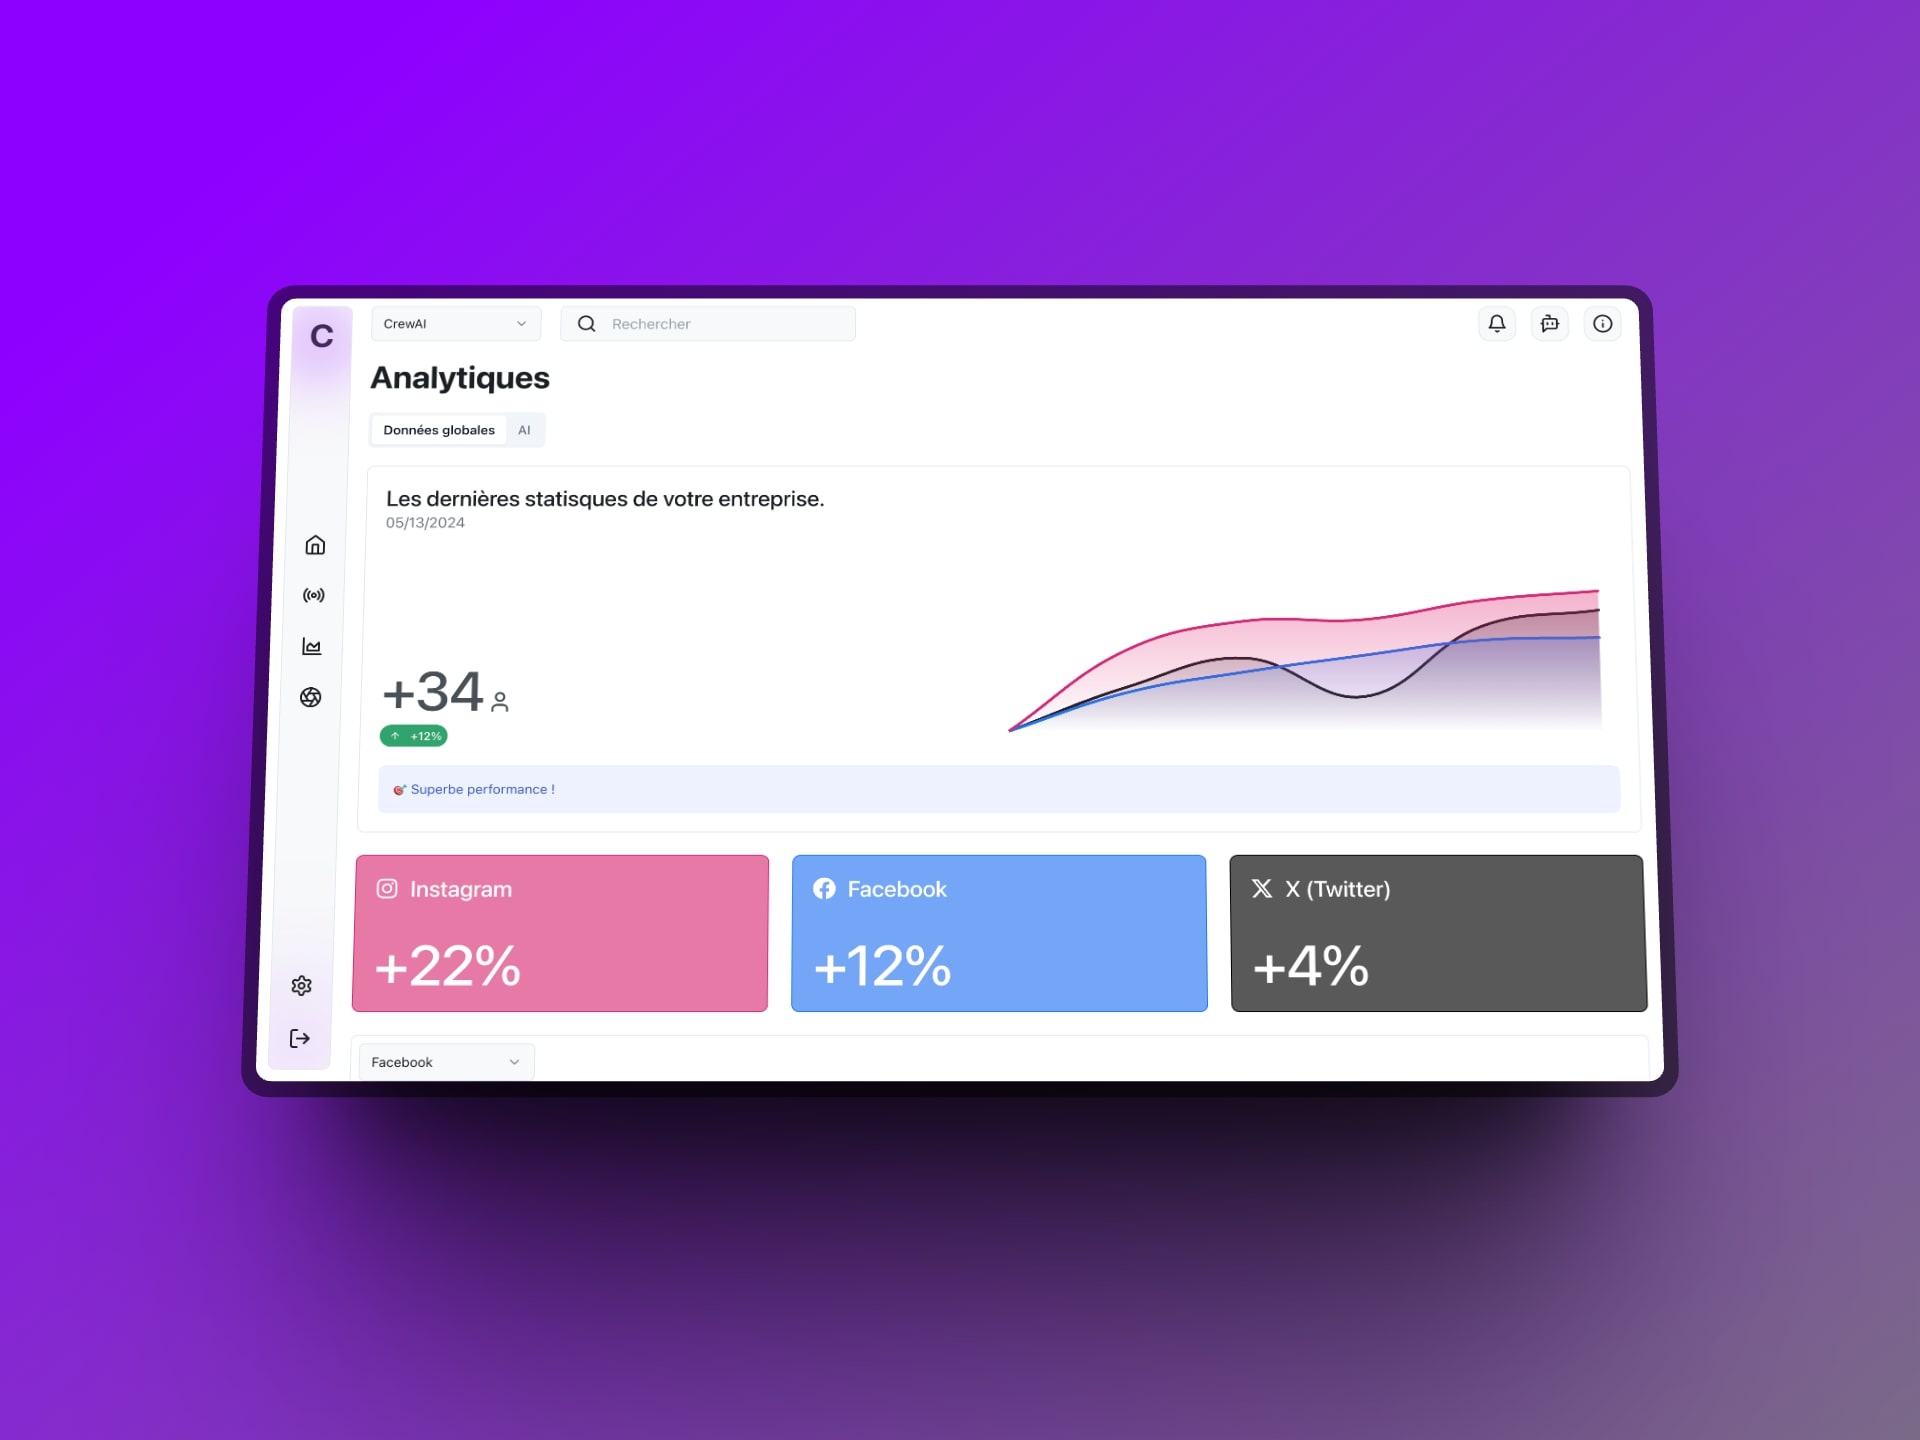 C
CrewAI
Rechercher
Analytiques
Données globales
AI
Les dernières statisques de votre entreprise.
05/13/2024
+34
+12%
Superbe performance !
Instagram
+22%
Facebook
+12%
X (Twitter)
+4%
Facebook